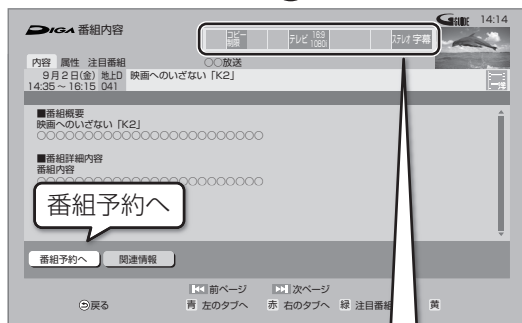 DIGA 番組内容
コピー
制限
テレビ 16:9
1080i
ステレオ 字幕
GGUIDE 14:14
内容 属性 注目番組 ○○放送
9月2日(金) 地上D 映画へのいざない「K2」
14:35～16:15 041
■番組概要
映画へのいざない「K2」
○○○○○○○○○○○○○○○○○○○○○○○○
■番組詳細内容
番組内容
○○○○○○○○
番組予約へ
番組予約へ 関連情報
前ページ 次ページ
戻る 青 左のタブへ 赤 右のタブへ 緑 注目番組 黄